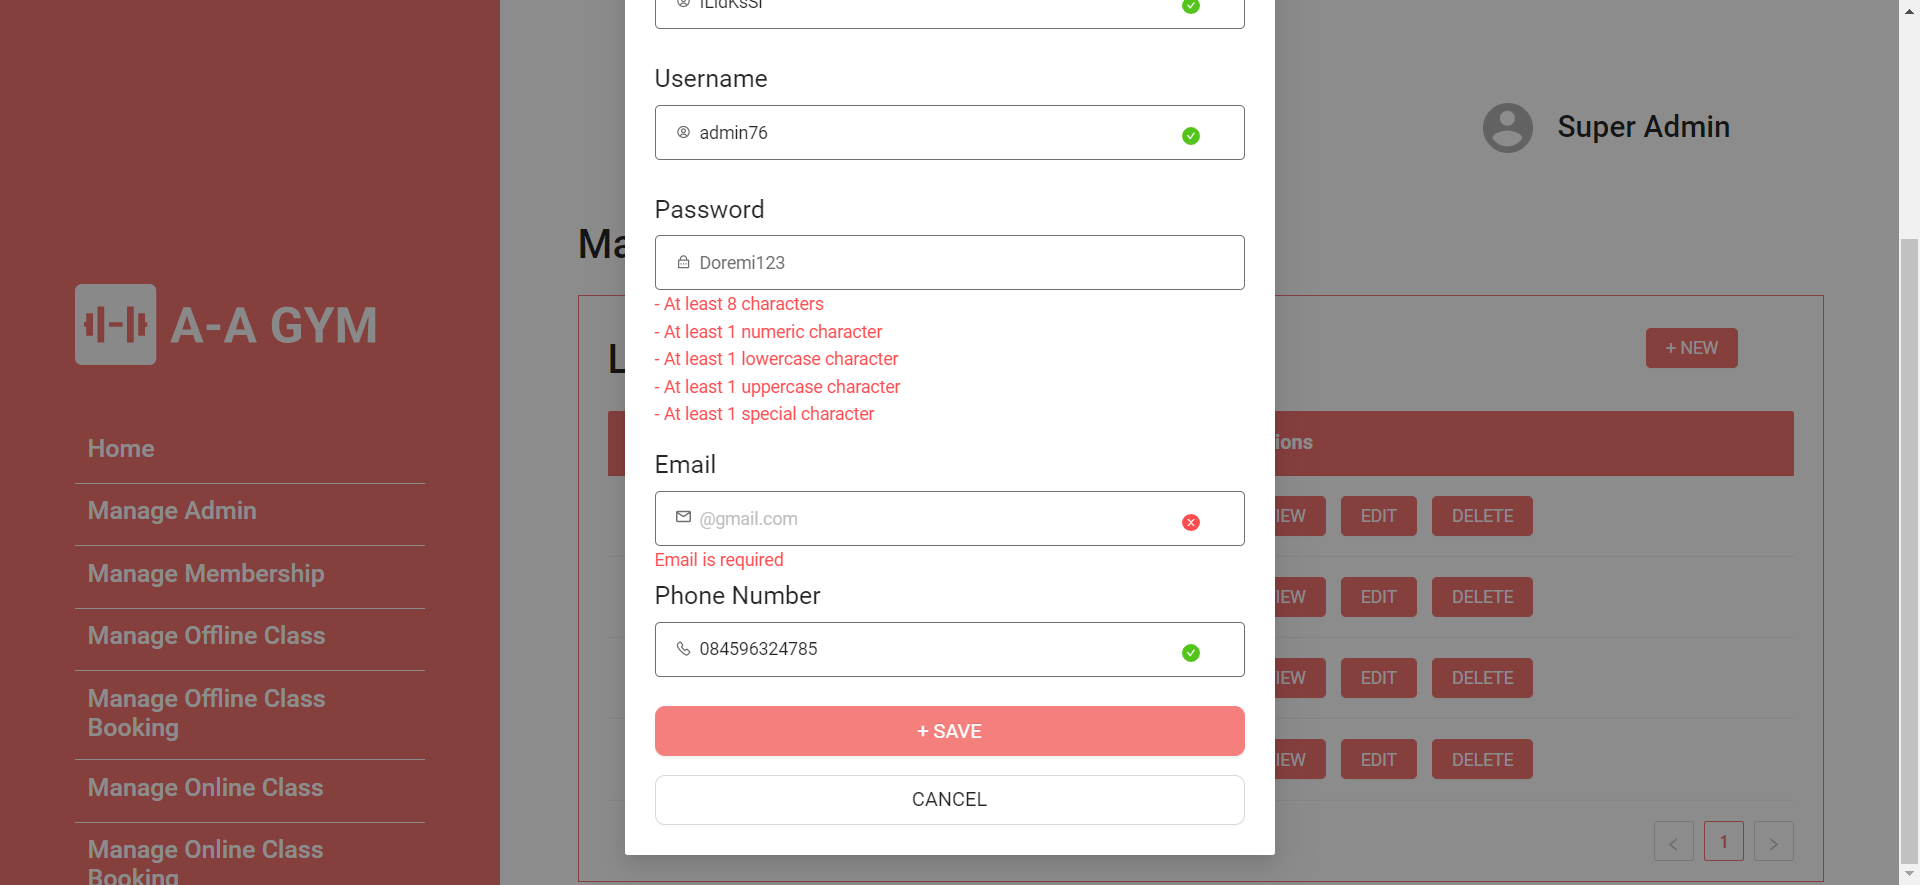 Username
admin76
Super Admin
Password
Ma
Doremi123
- At least 8 characters
A-A GYM
- At least 1 numeric character
+ NEW
- At least 1 lowercase character
L
- At least 1 uppercase character
- At least 1 special character
Home
ions
Email
Manage Admin
@gmail.com
IEW EDIT DELETE
Email is required
Manage Membership
Phone Number
IEW EDIT DELETE
Manage Offline Class
084596324785
IEW EDIT DELETE
Manage Offline Class
Booking
+ SAVE
IEW EDIT DELETE
Manage Online Class
CANCEL
< 1 >
Manage Online Class
Booking